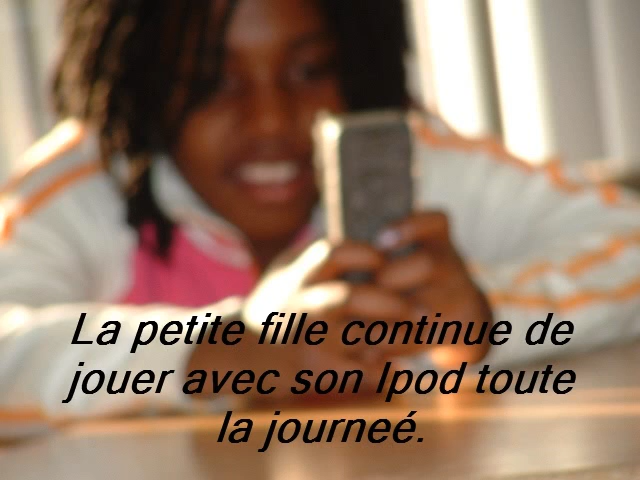 La petite fille continue de
jouer avec son Ipod toute
la journeé.